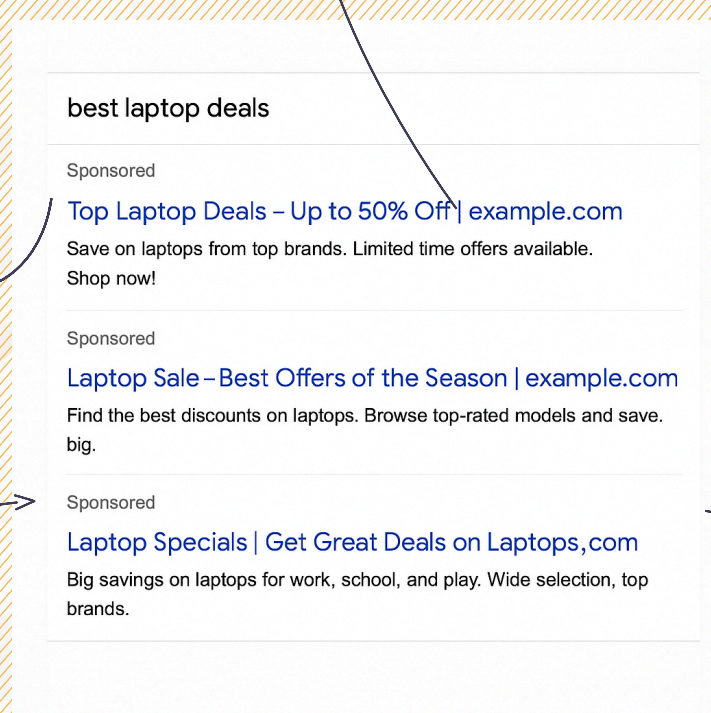 best laptop deals
Sponsored
Top Laptop Deals – Up to 50% Off | example.com
Save on laptops from top brands. Limited time offers available.
Shop now!
Sponsored
Laptop Sale – Best Offers of the Season | example.com
Find the best discounts on laptops. Browse top-rated models and save.
big.
Sponsored
Laptop Specials | Get Great Deals on Laptops,com
Big savings on laptops for work, school, and play. Wide selection, top
brands.